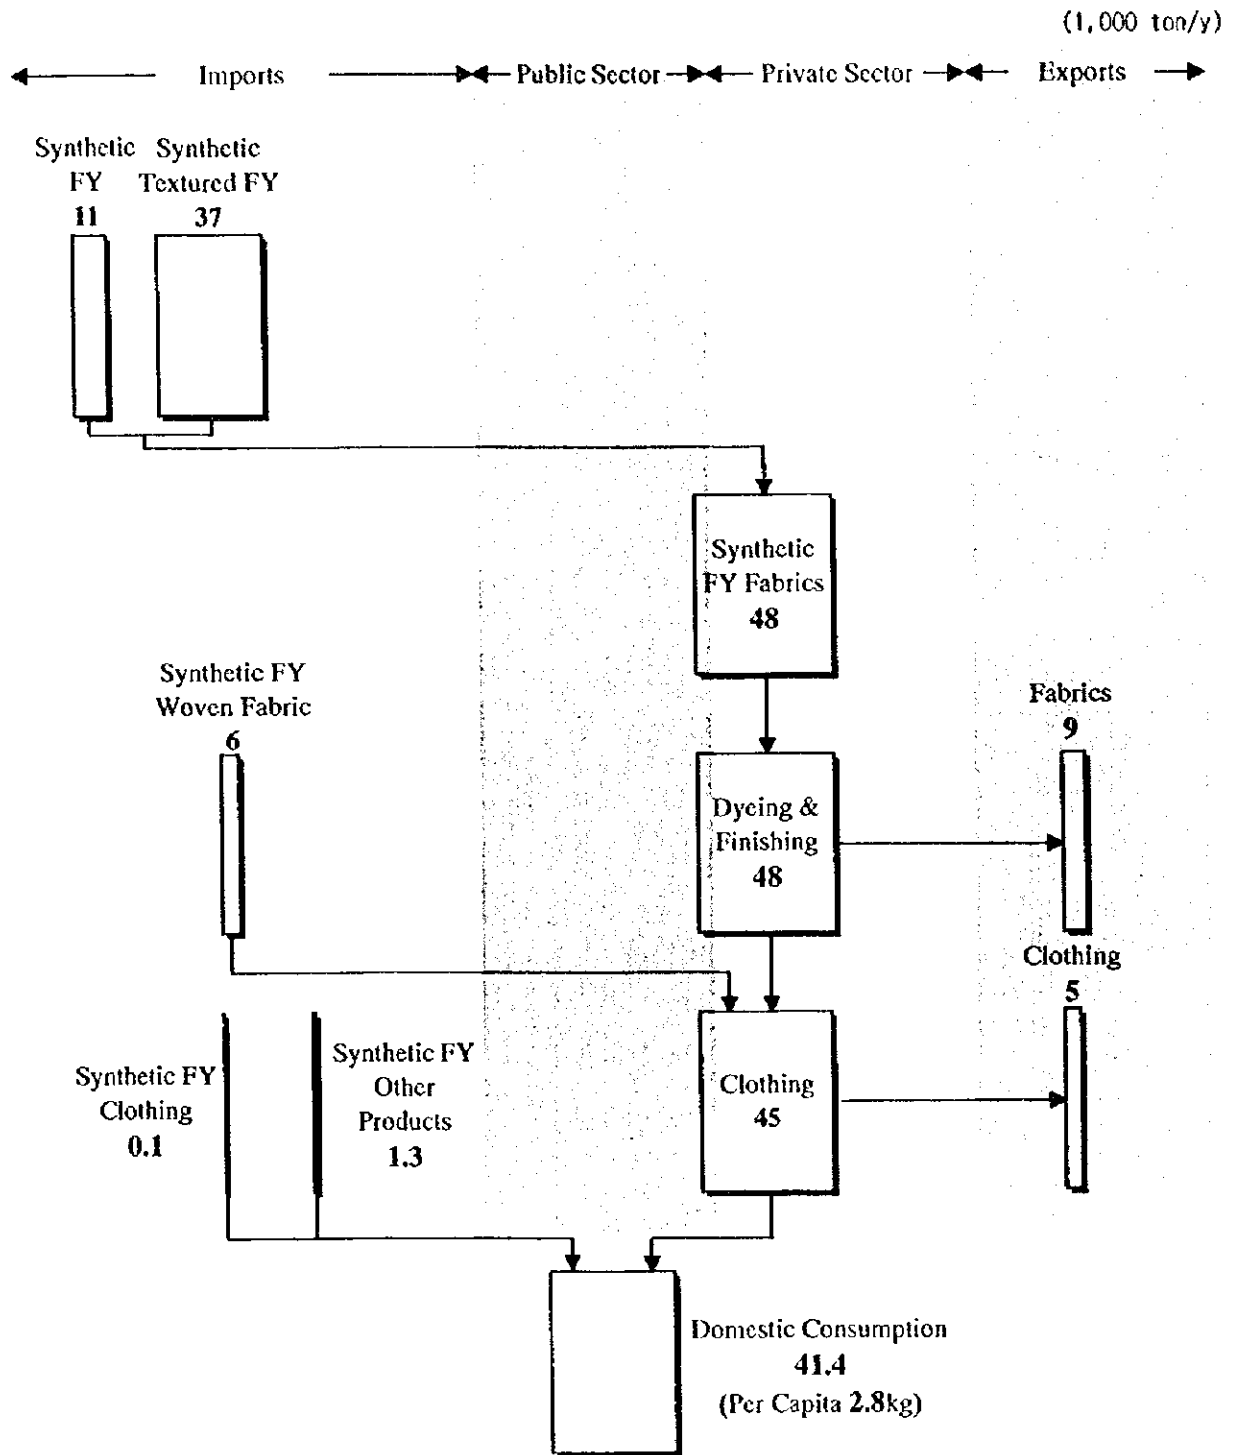 (1,000 ton/y)
Imports Public Sector Private Sector Exports
Synthetic
FY
11
Synthetic
Textured FY
37
Synthetic
FY Fabrics
48
Synthetic FY
Woven Fabric
6
Fabrics
9
Dyeing &
Finishing
48
Clothing
5
Synthetic FY
Clothing
0.1
Synthetic FY
Other
Products
1.3
Clothing
45
Domestic Consumption
41.4
(Per Capita 2.8kg)